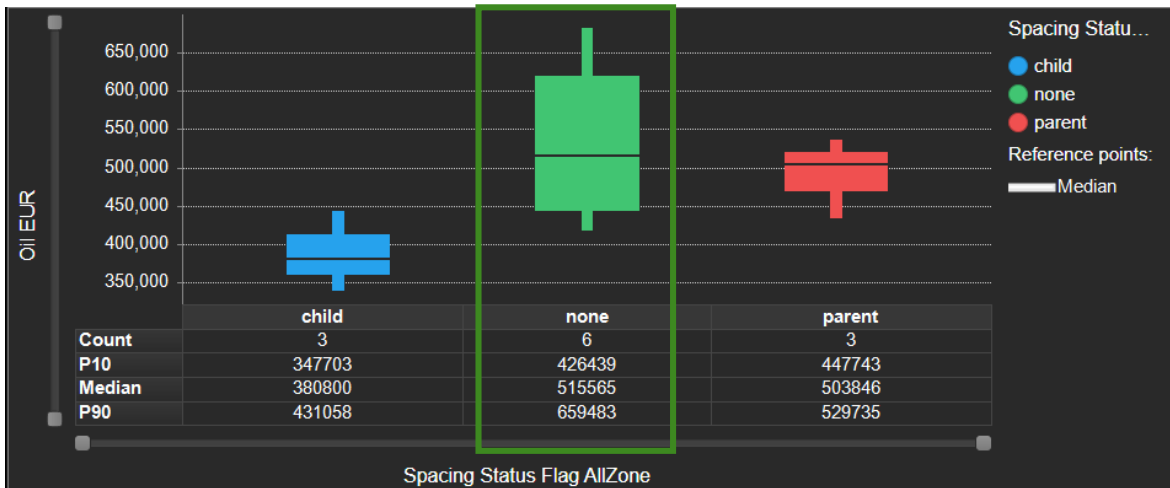 Oil EUR
650,000
600,000
550,000
500,000
450,000
400,000
350,000
child none parent
Count 3 6 3
P10 347703 426439 447743
Median 380800 515565 503846
P90 431058 659483 529735
Spacing Status Flag AllZone
Spacing Statu...
child
none
parent
Reference points:
Median